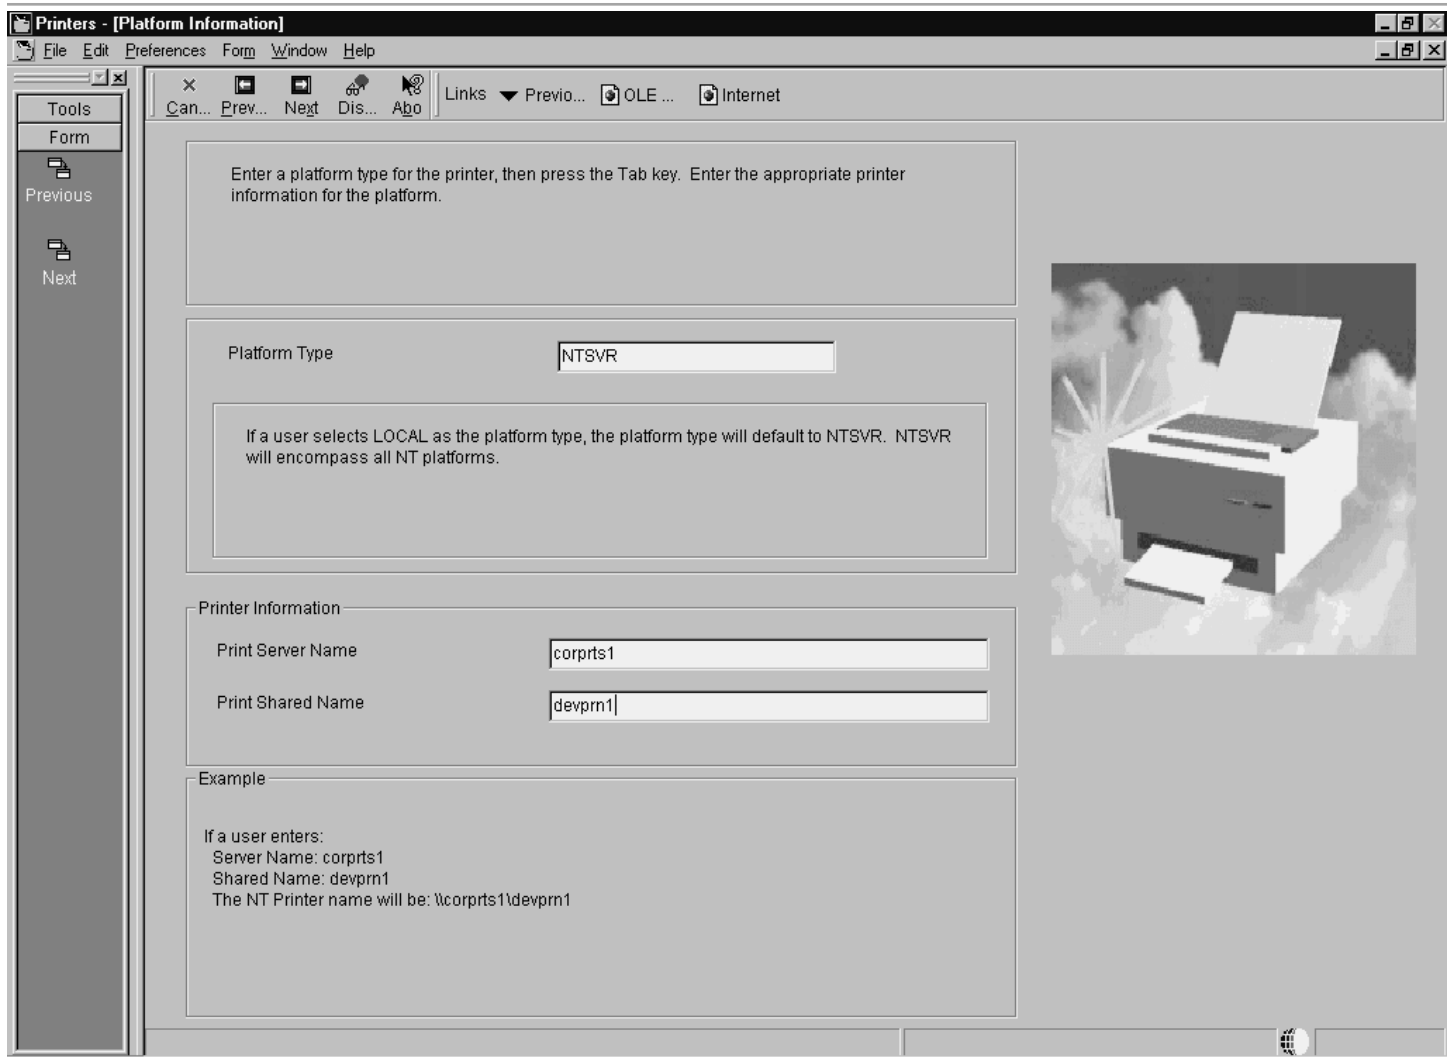 Printers - [Platform Information]
File Edit Preferences Form Window Help
Tools
Form
Previous
Next
Can... Prev... Next Dis... Abo
Links Previo... OLE ... Internet
Enter a platform type for the printer, then press the Tab key. Enter the appropriate printer
information for the platform.
Platform Type NTSVR
If a user selects LOCAL as the platform type, the platform type will default to NTSVR. NTSVR
will encompass all NT platforms.
Printer Information
Print Server Name corprts1
Print Shared Name devprn1
Example
If a user enters:
Server Name: corprts1
Shared Name: devprn1
The NT Printer name will be: \\corprts1\devprn1